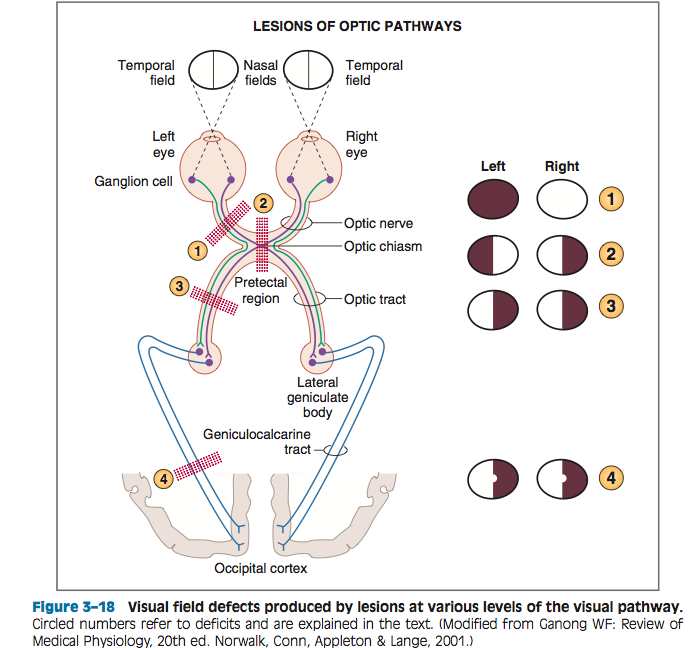 LESIONS OF OPTIC PATHWAYS
Temporal
field
Nasal
fields
Temporal
field
Left
eye
Right
eye
Ganglion cell
2
1
Optic nerve
Optic chiasm
3
Pretectal
region
Optic tract
Lateral
geniculate
body
Geniculocalcarine
tract
4
Occipital cortex
Left
Right
1
2
3
4
Figure 3–18 Visual field defects produced by lesions at various levels of the visual pathway.
Circled numbers refer to deficits and are explained in the text. (Modified from Ganong WF: Review of
Medical Physiology, 20th ed. Norwalk, Conn, Appleton & Lange, 2001.)